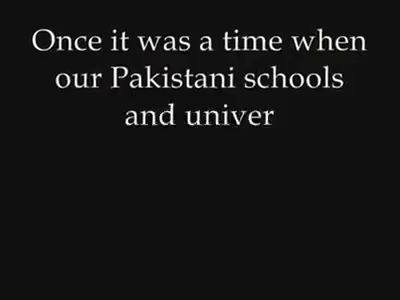 Once it was a time when
our Pakistani schools
and univer